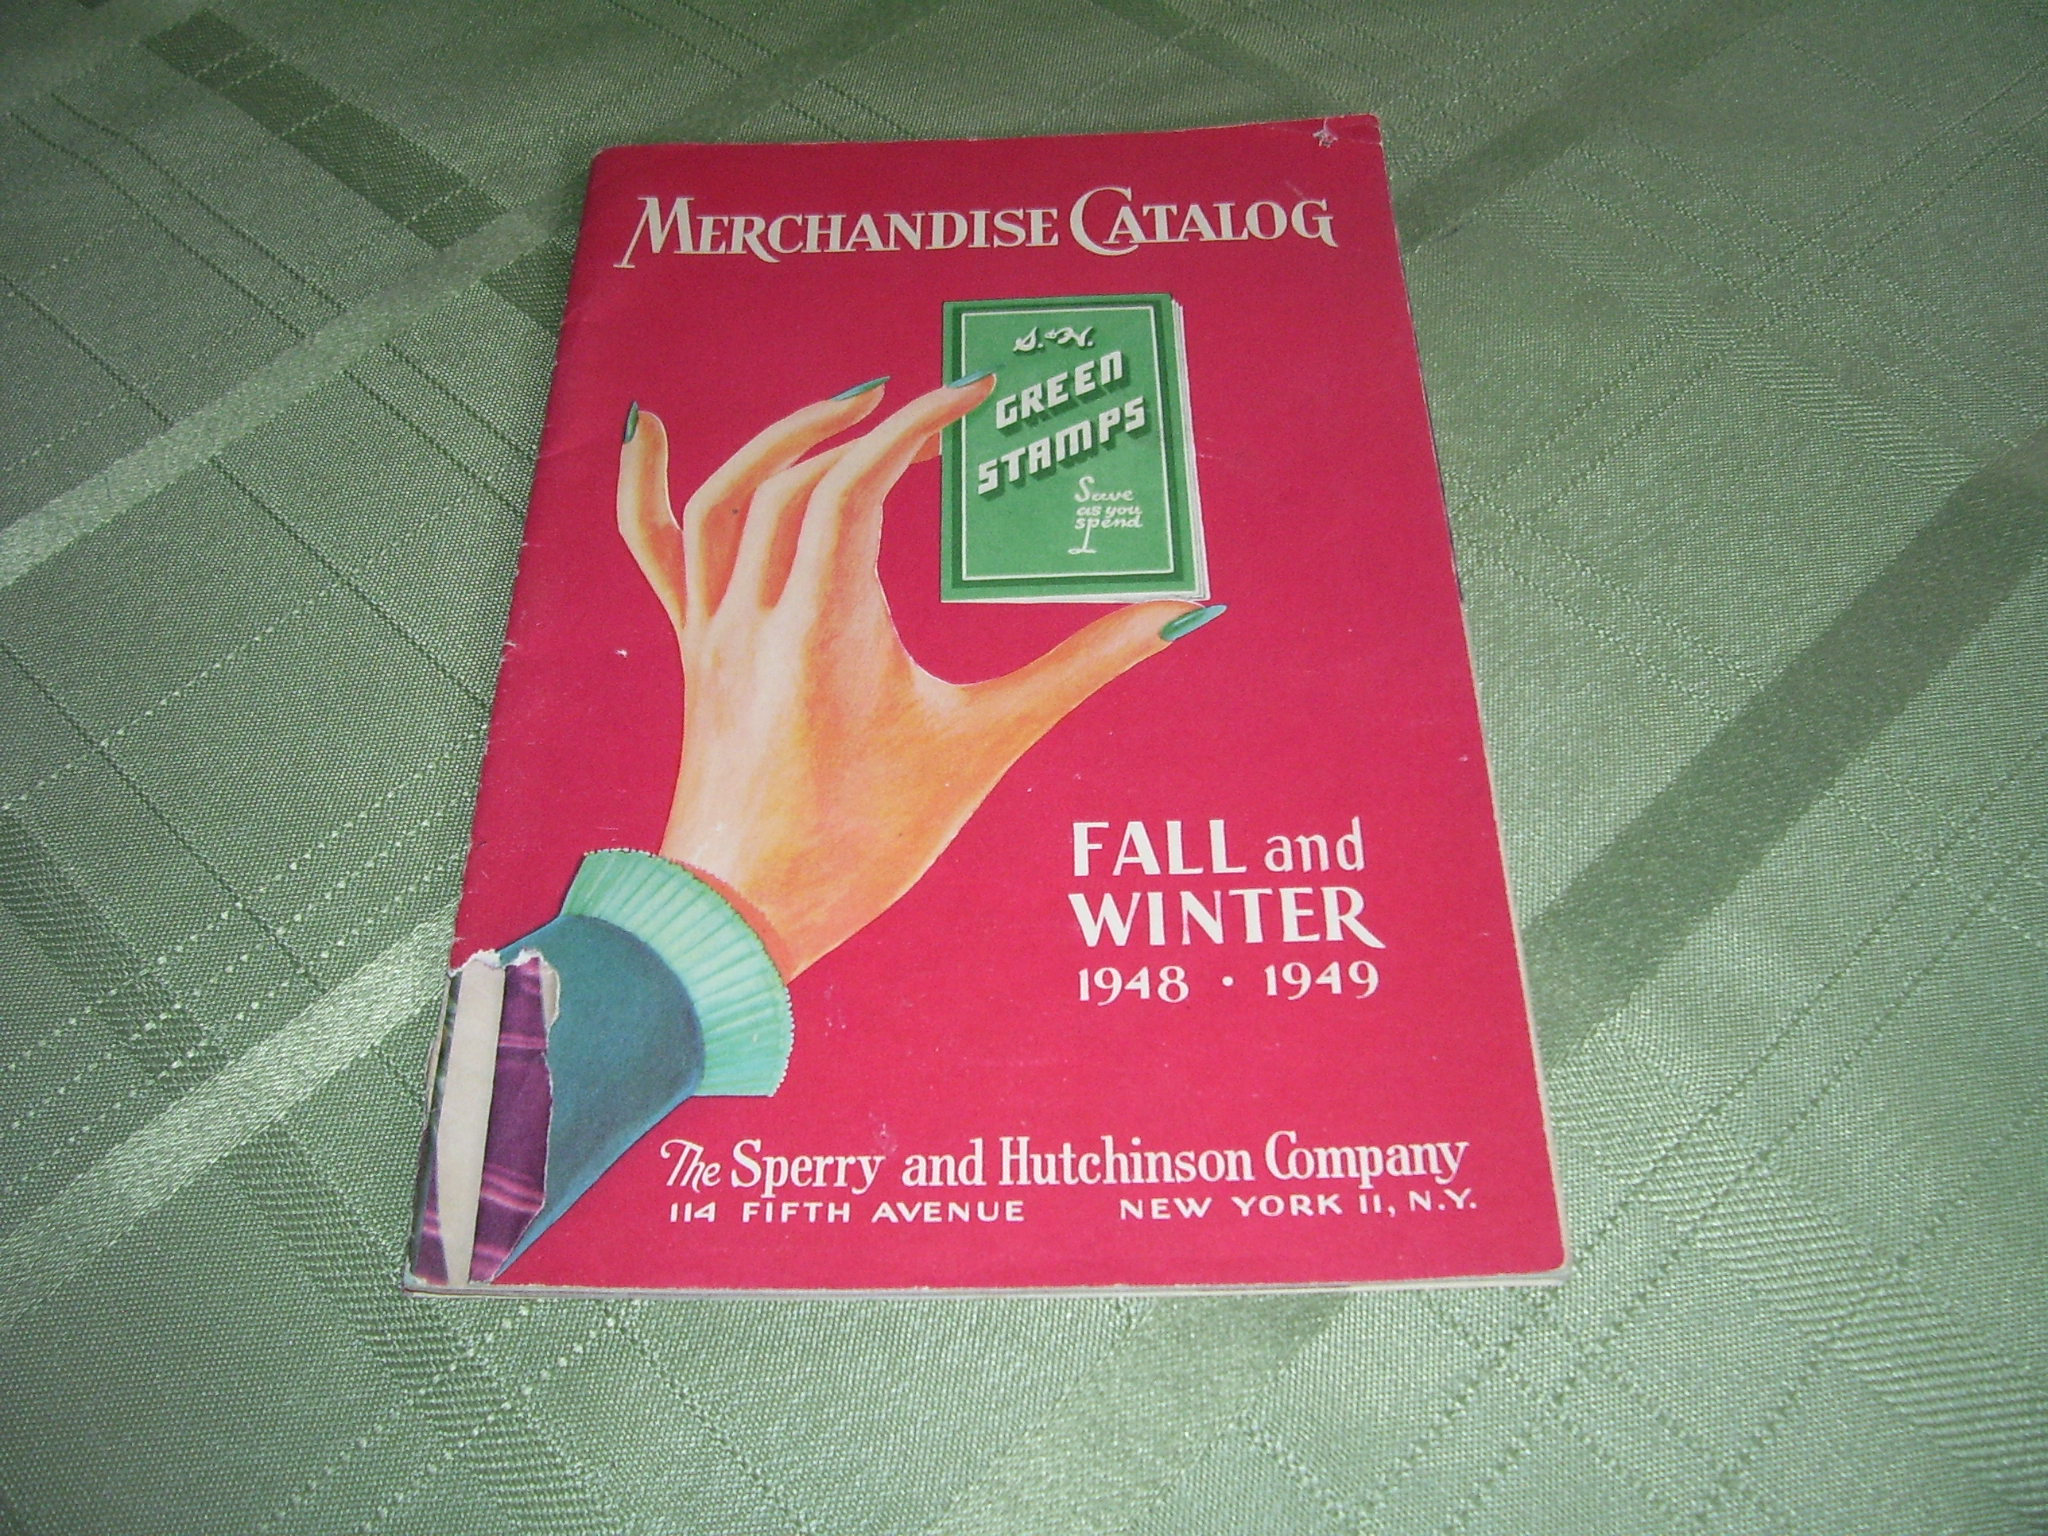 MERCHANDISE CATALOG
S. & H.
GREEN
STAMPS
Save
as you
spend
FALL and
WINTER
1948 • 1949
The Sperry and Hutchinson Company
114 FIFTH AVENUE NEW YORK 11, N.Y.